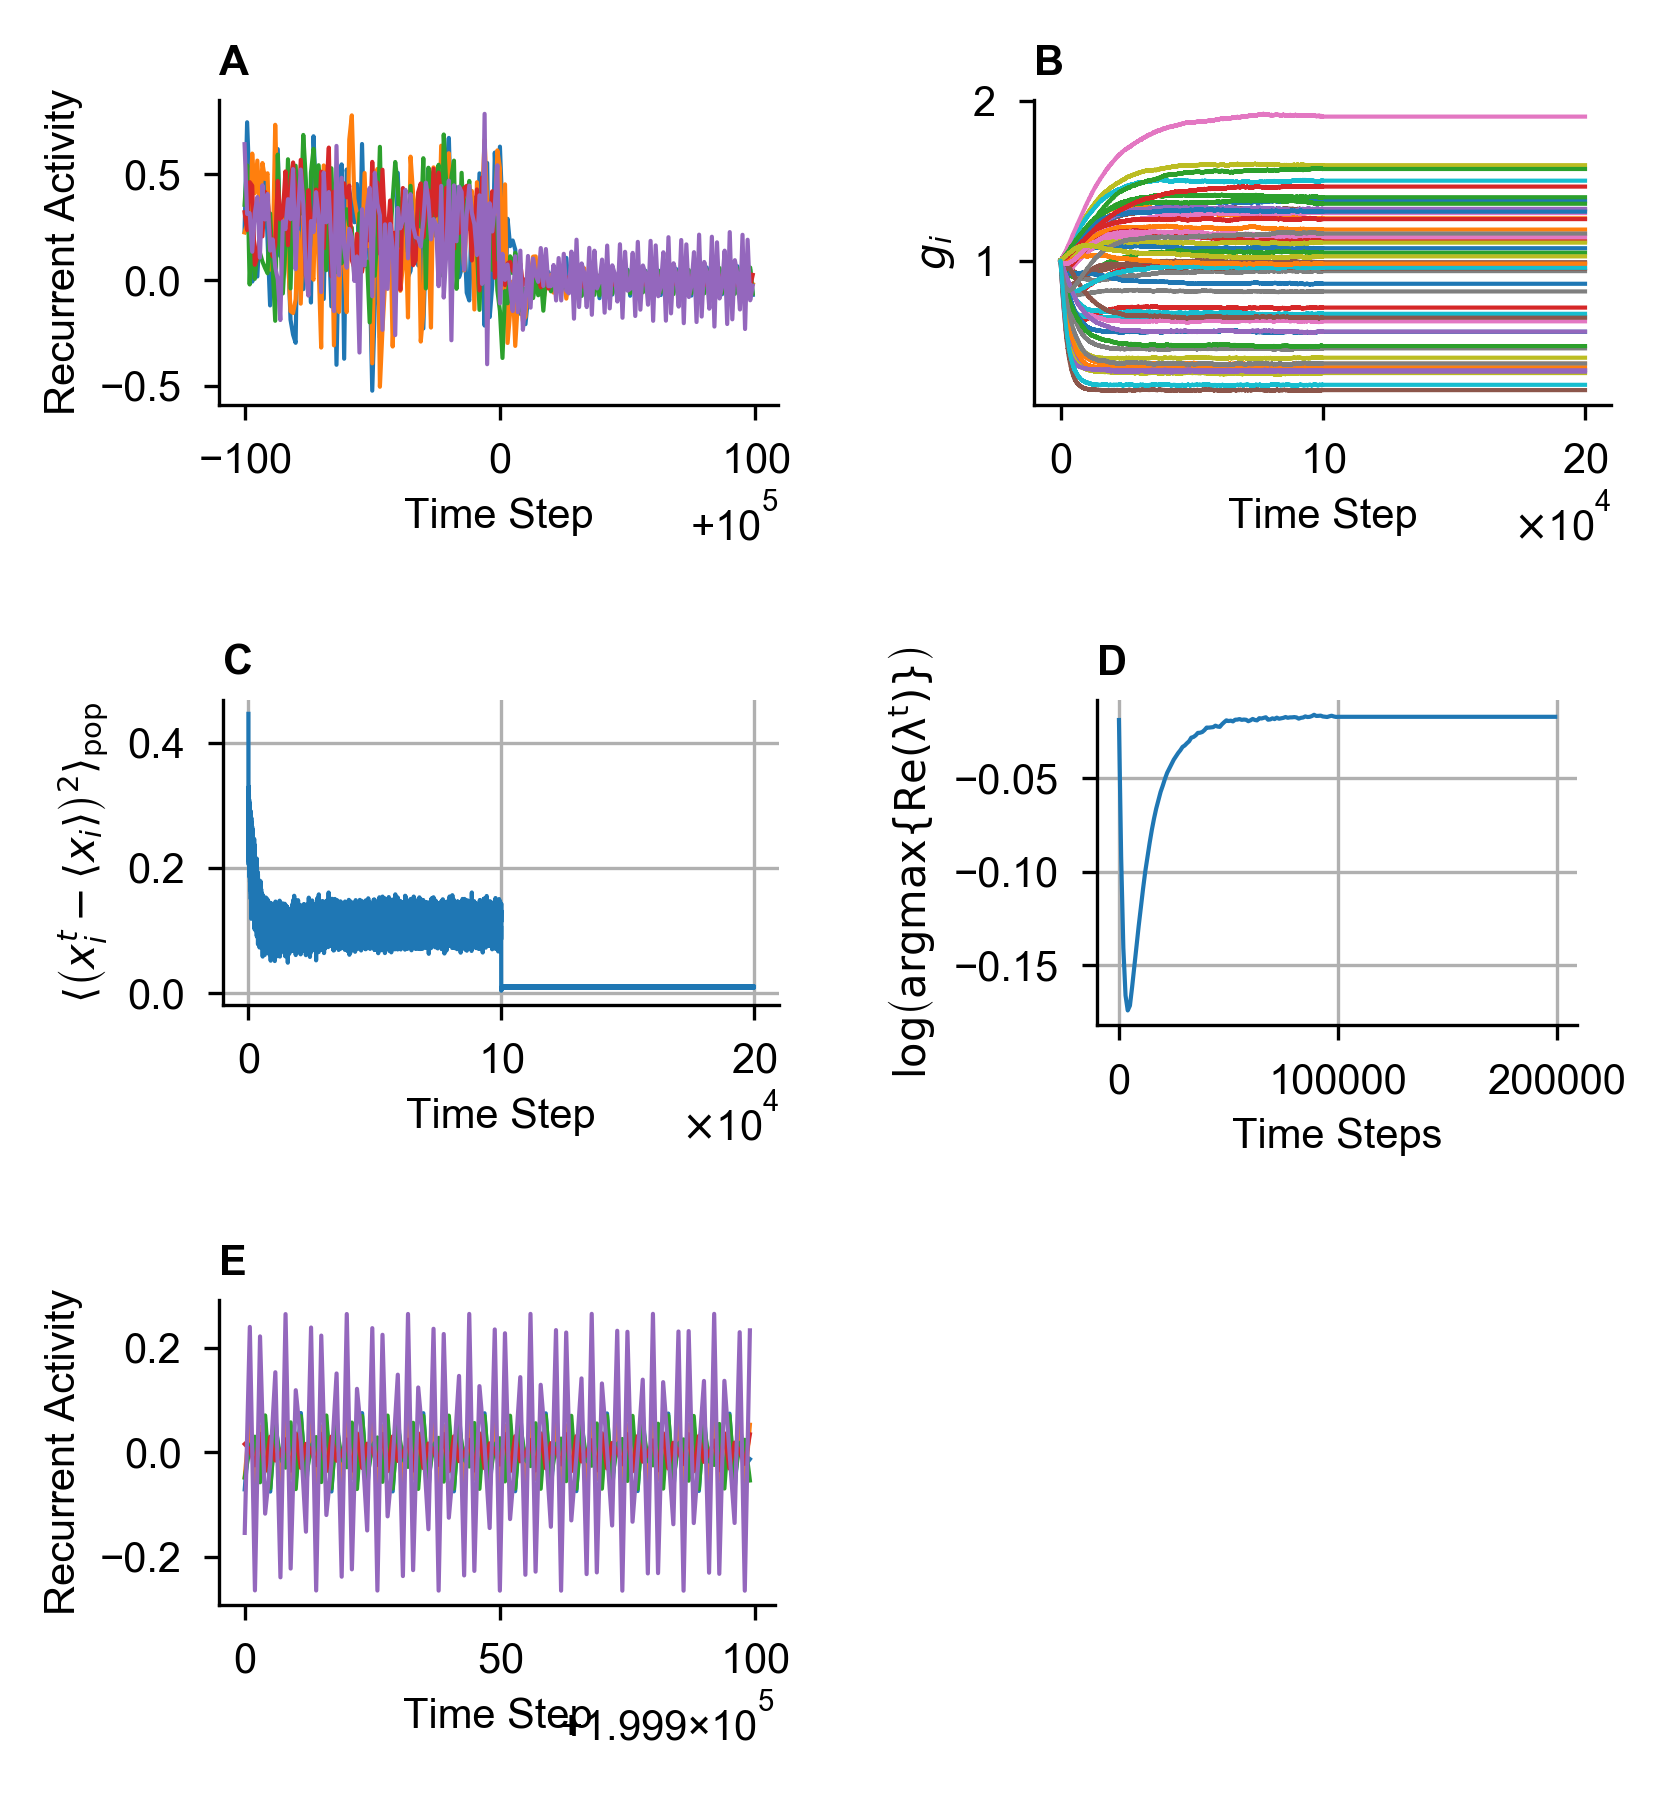 A
Recurrent Activity
0.5
0.0
−0.5
−100 0 100
Time Step
+10^5
B
g_i
2
1
0 10 20
Time Step
×10^4
C
⟨(x_i^t − ⟨x_i⟩)^2⟩_pop
0.4
0.2
0.0
0 10 20
Time Step
×10^4
D
log(argmax{Re(λ^t)})
−0.05
−0.10
−0.15
0 100000 200000
Time Steps
E
Recurrent Activity
0.2
0.0
−0.2
0 50 100
Time Step
+1.999×10^5